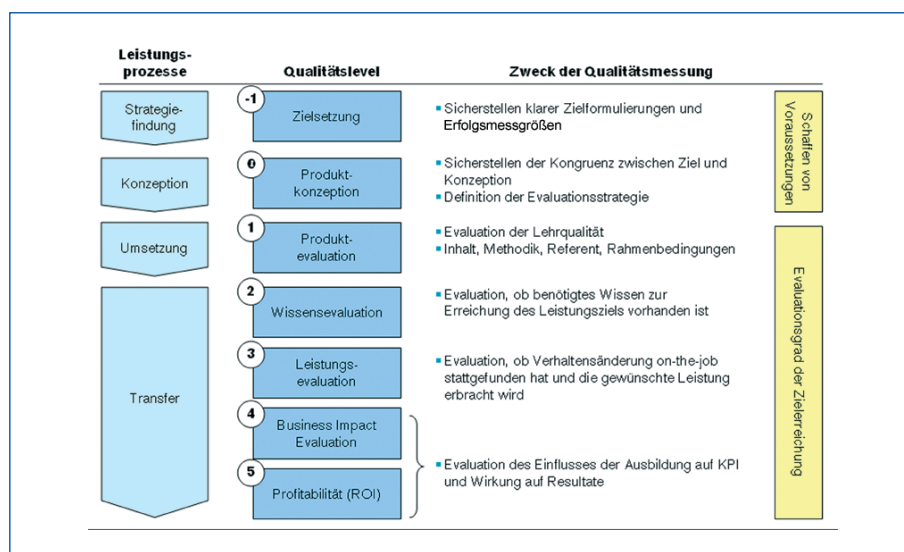 Leistungs-
prozesse
Qualitätslevel
Zweck der Qualitätsmessung
Strategie-
findung
-1
Zielsetzung
Sicherstellen klarer Zielformulierungen und
Erfolgsmessgrößen
Schaffen von
Voraussetzungen
Konzeption
0
Produkt-
konzeption
Sicherstellen der Kongruenz zwischen Ziel und
Konzeption
Definition der Evaluationsstrategie
Umsetzung
1
Produkt-
evaluation
Evaluation der Lehrqualität
Inhalt, Methodik, Referent, Rahmenbedingungen
Evaluationsgrad der Zielerreichung
Transfer
2
Wissensevaluation
Evaluation, ob benötigtes Wissen zur
Erreichung des Leistungsziels vorhanden ist
3
Leistungs-
evaluation
Evaluation, ob Verhaltensänderung on-the-job
stattgefunden hat und die gewünschte Leistung
erbracht wird
4
Business Impact
Evaluation
5
Profitabilität (ROI)
Evaluation des Einflusses der Ausbildung auf KPI
und Wirkung auf Resultate